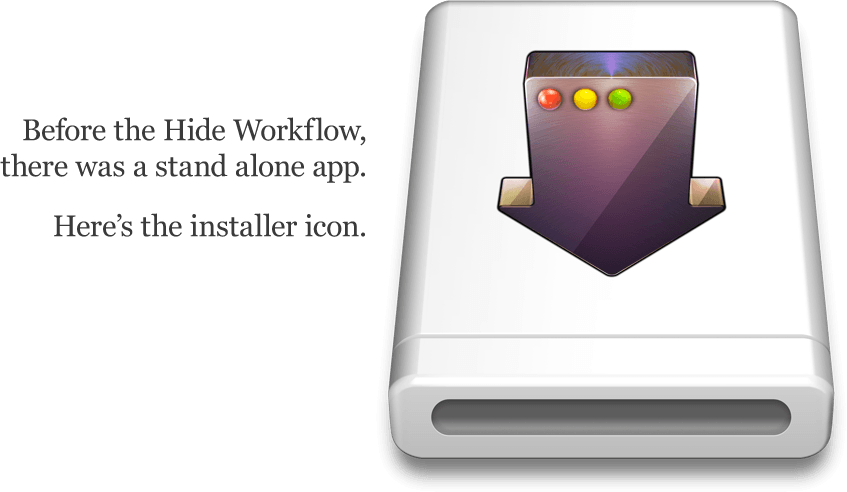 Before the Hide Workflow,
there was a stand alone app.
Here’s the installer icon.